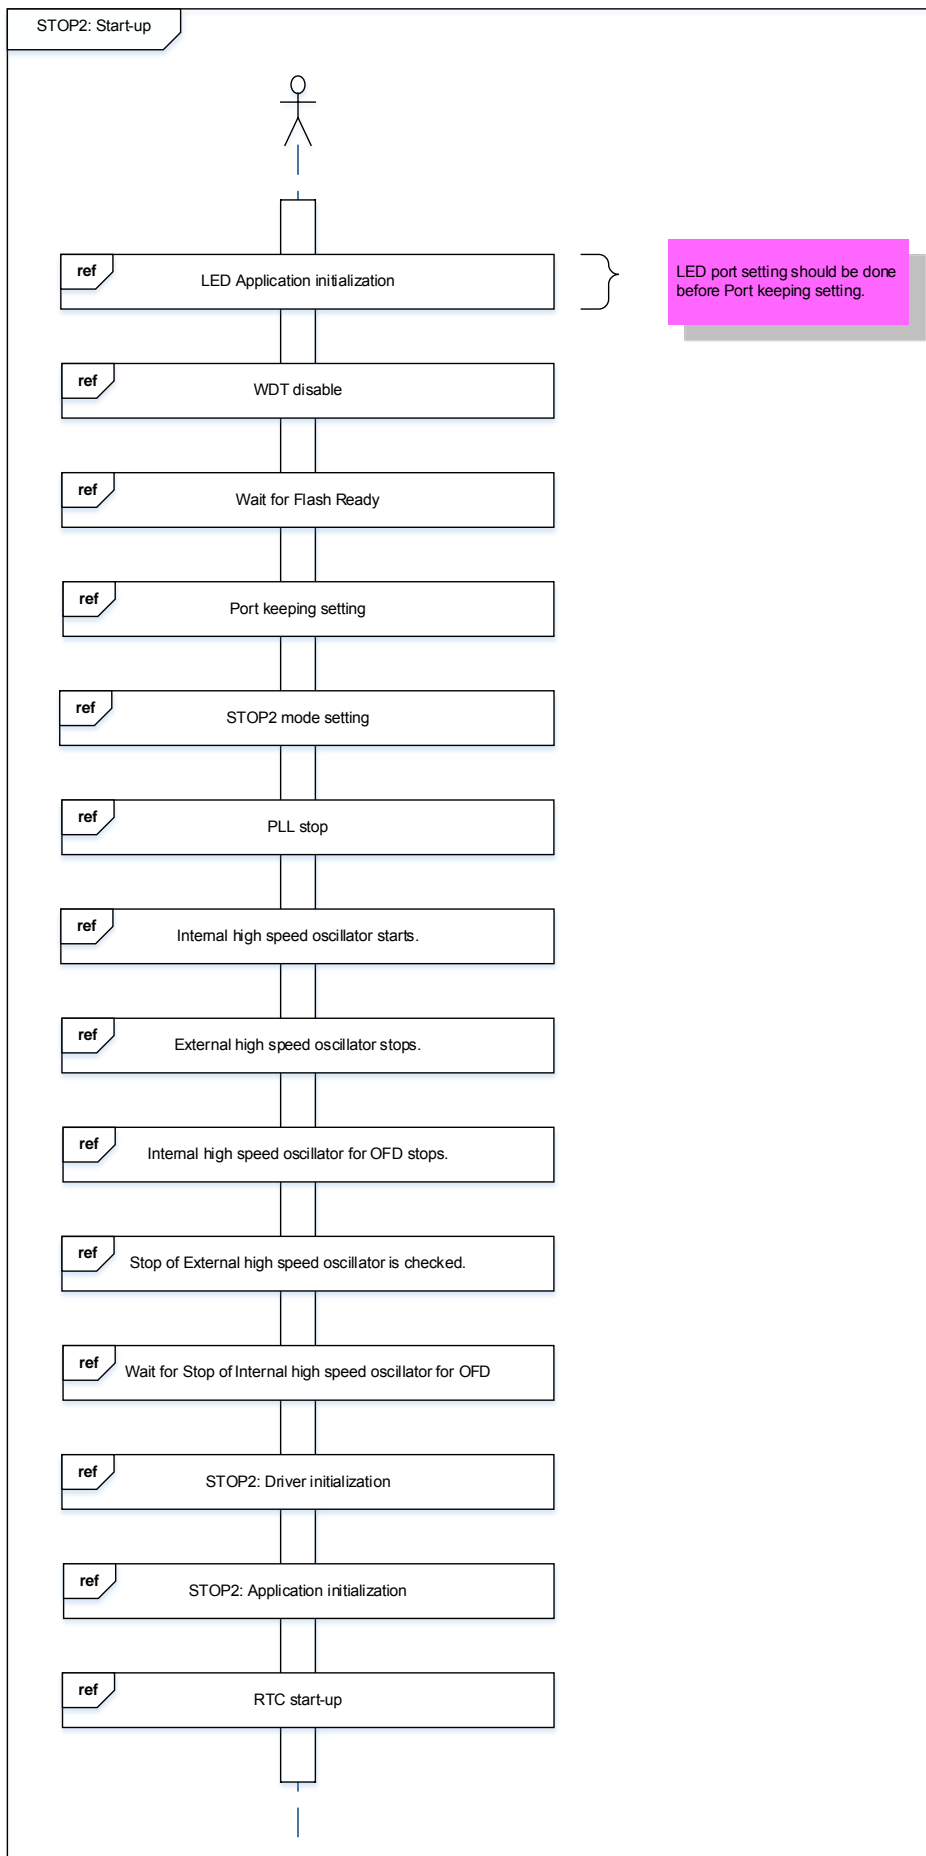 STOP2: Start-up
ref
LED Application initialization
LED port setting should be done
before Port keeping setting.
ref
WDT disable
ref
Wait for Flash Ready
ref
Port keeping setting
ref
STOP2 mode setting
ref
PLL stop
ref
Internal high speed oscillator starts.
ref
External high speed oscillator stops.
ref
Internal high speed oscillator for OFD stops.
ref
Stop of External high speed oscillator is checked.
ref
Wait for Stop of Internal high speed oscillator for OFD
ref
STOP2: Driver initialization
ref
STOP2: Application initialization
ref
RTC start-up